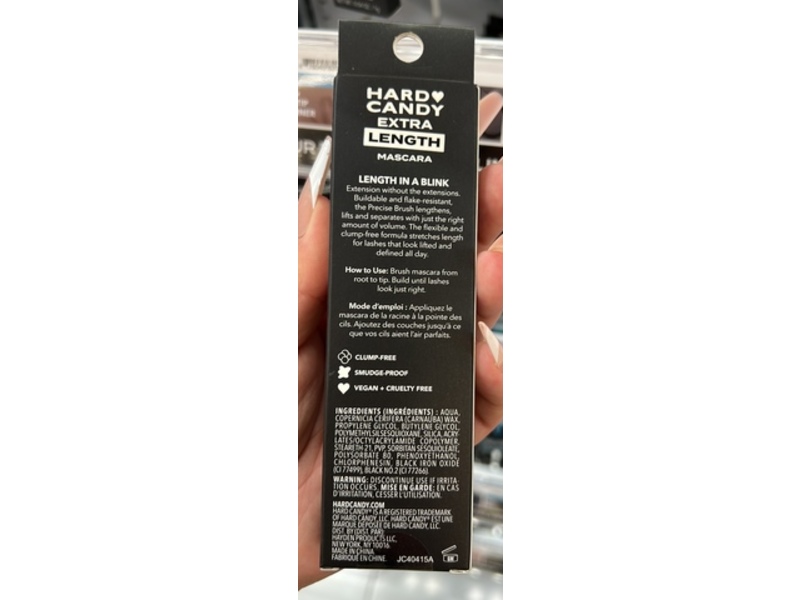 HARD
CANDY
EXTRA
LENGTH
MASCARA
LENGTH IN A BLINK
Extension without the extensions.
Buildable and flake-resistant,
the Precise Brush lengthens,
lifts and separates with just the right
amount of volume. The flexible and
clump-free formula stretches length
for lashes that look lifted and
defined all day.
How to Use: Brush mascara from
root to tip. Build until lashes
look just right.
Mode d'emploi : Appliquez le
mascara de la racine à la pointe des
cils. Ajoutez des couches jusqu'à ce
que vos cils aient l'air parfaits.
CLUMP-FREE
SMUDGE-PROOF
VEGAN + CRUELTY FREE
INGREDIENTS (INGRÉDIENTS) : AQUA,
COPERNICIA CERIFERA (CARNAUBA) WAX,
PROPYLENE GLYCOL, BUTYLENE GLYCOL,
POLYMETHYLSILSESQUIOXANE, SILICA, ACRY-
LATES/OCTYLACRYLAMIDE COPOLYMER,
STEARETH-21, PVP, SORBITAN SESQUIOLEATE,
POLYSORBATE 80, PHENOXYETHANOL,
CHLORPHENESIN, BLACK IRON OXIDE
(CI 77499), BLACK NO.2 (CI 77266).
WARNING: DISCONTINUE USE IF IRRITA-
TION OCCURS. MISE EN GARDE: EN CAS
D'IRRITATION, CESSER L'UTILISATION.
HARDCANDY.COM
HARD CANDY® IS A REGISTERED TRADEMARK
OF HARD CANDY, LLC. HARD CANDY® EST UNE
MARQUE DÉPOSÉE DE HARD CANDY, LLC.
DIST. BY (DIST. PAR):
HAYDEN PRODUCTS LLC,
NEW YORK, NY 10016.
MADE IN CHINA.
FABRIQUÉ EN CHINE.
JC40415A